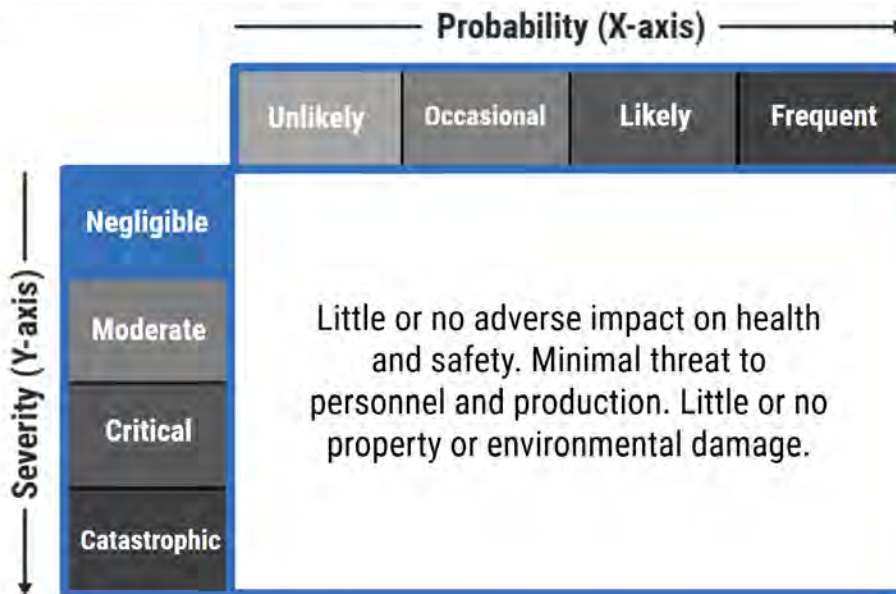 Probability (X-axis)
Unlikely
Occasional
Likely
Frequent
Severity (Y-axis)
Negligible
Moderate
Critical
Catastrophic
Little or no adverse impact on health
and safety. Minimal threat to
personnel and production. Little or no
property or environmental damage.